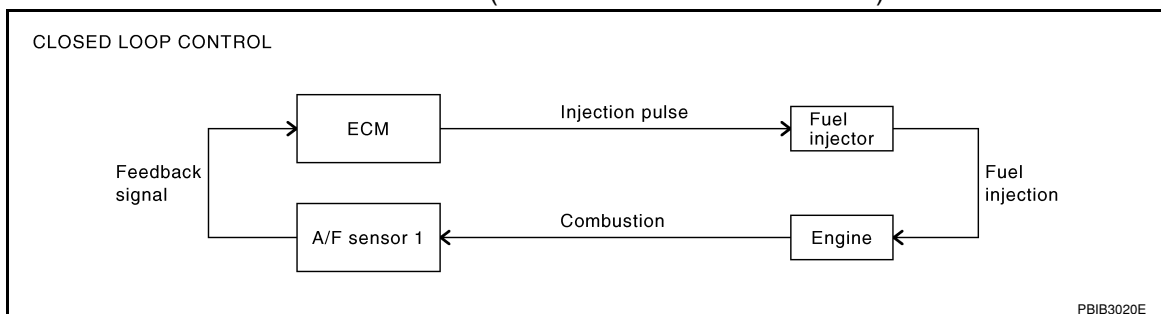 CLOSED LOOP CONTROL
ECM
Injection pulse
Fuel
injector
Feedback
signal
Fuel
injection
A/F sensor 1
Combustion
Engine
PBIB3020E